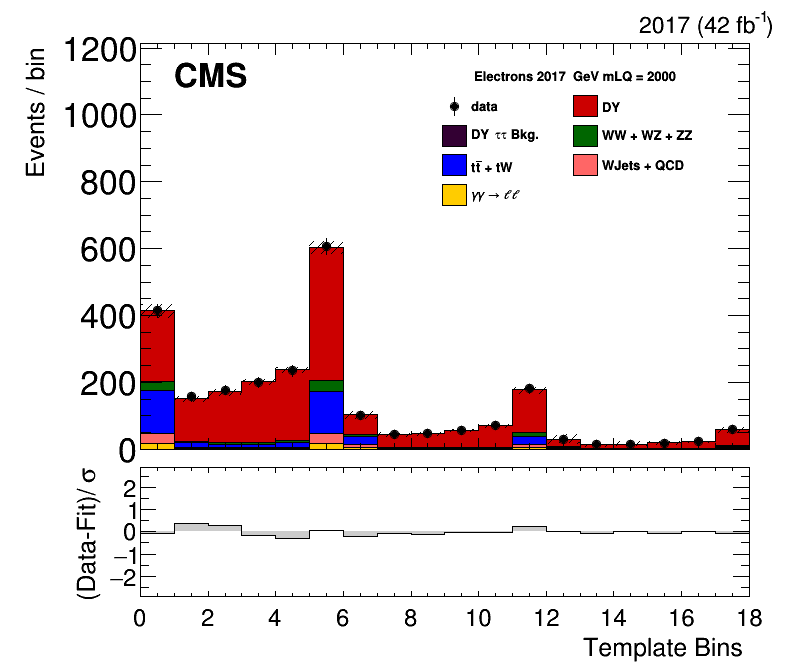 2017 (42 fb⁻¹)
CMS
Electrons 2017 GeV mLQ = 2000
data
DY
DY ττ Bkg.
WW + WZ + ZZ
tt̅ + tW
WJets + QCD
γγ → ℓℓ
Events / bin
1200
1000
800
600
400
200
0
(Data-Fit)/ σ
2
1
0
−1
−2
0 2 4 6 8 10 12 14 16 18
Template Bins